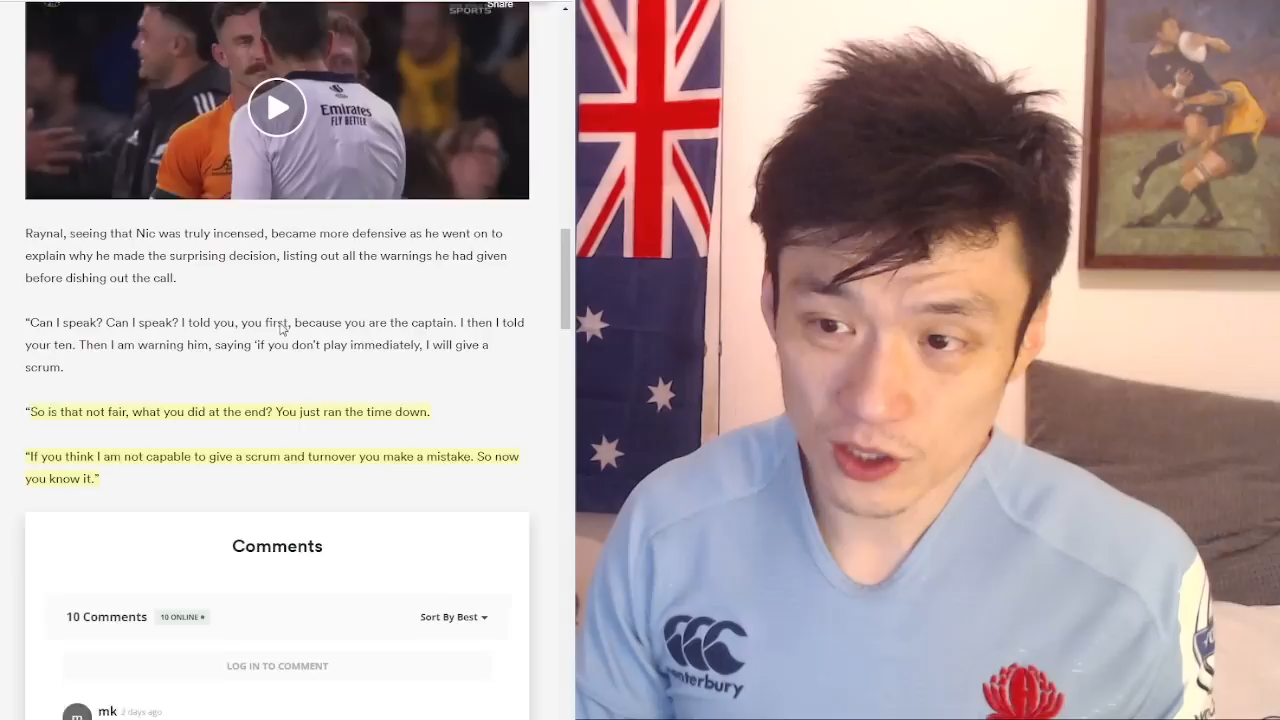 SPORTS
Share
Emirates
FLY BETTER
Raynal, seeing that Nic was truly incensed, became more defensive as he went on to
explain why he made the surprising decision, listing out all the warnings he had given
before dishing out the call.
“Can I speak? Can I speak? I told you, you first, because you are the captain. I then I told
your ten. Then I am warning him, saying ‘if you don’t play immediately, I will give a
scrum.
“So is that not fair, what you did at the end? You just ran the time down.
“If you think I am not capable to give a scrum and turnover you make a mistake. So now
you know it.”
Comments
10 Comments
10 ONLINE
Sort By Best
LOG IN TO COMMENT
mk
2 days ago
canterbury